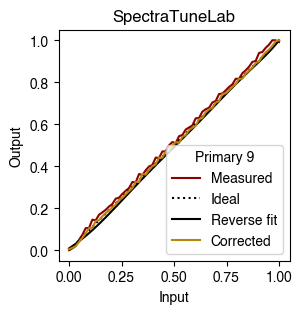 SpectraTuneLab
1.0
0.8
0.6
0.4
0.2
0.0
Output
Primary 9
Measured
Ideal
Reverse fit
Corrected
0.00
0.25
0.50
0.75
1.00
Input